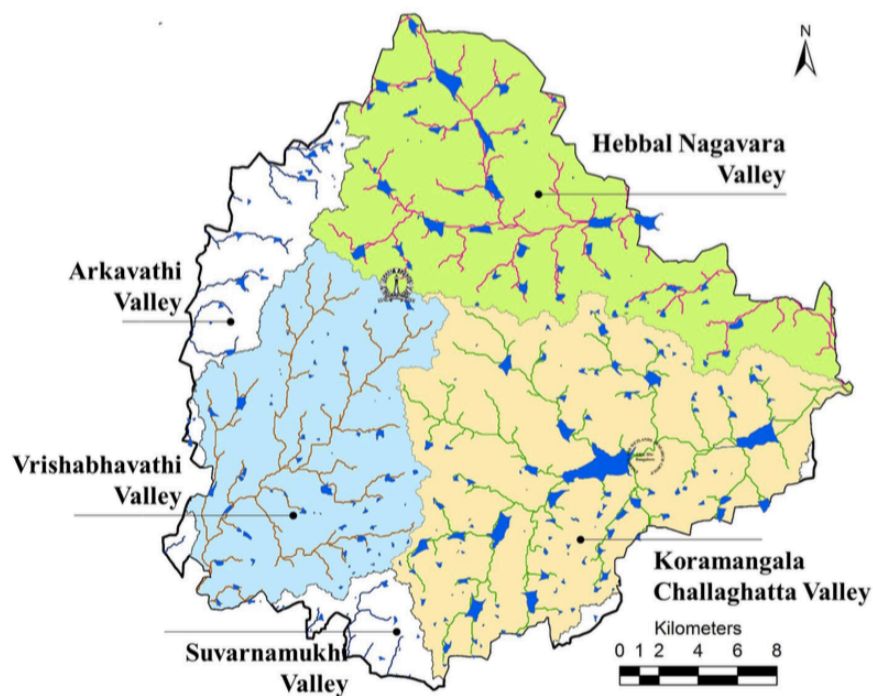 N
Hebbal Nagavara
Valley
Arkavathi
Valley
Vrishabhavathi
Valley
Koramangala
Challaghatta Valley
Suvarnamukhi
Valley
Kilometers
0 1 2 4 6 8